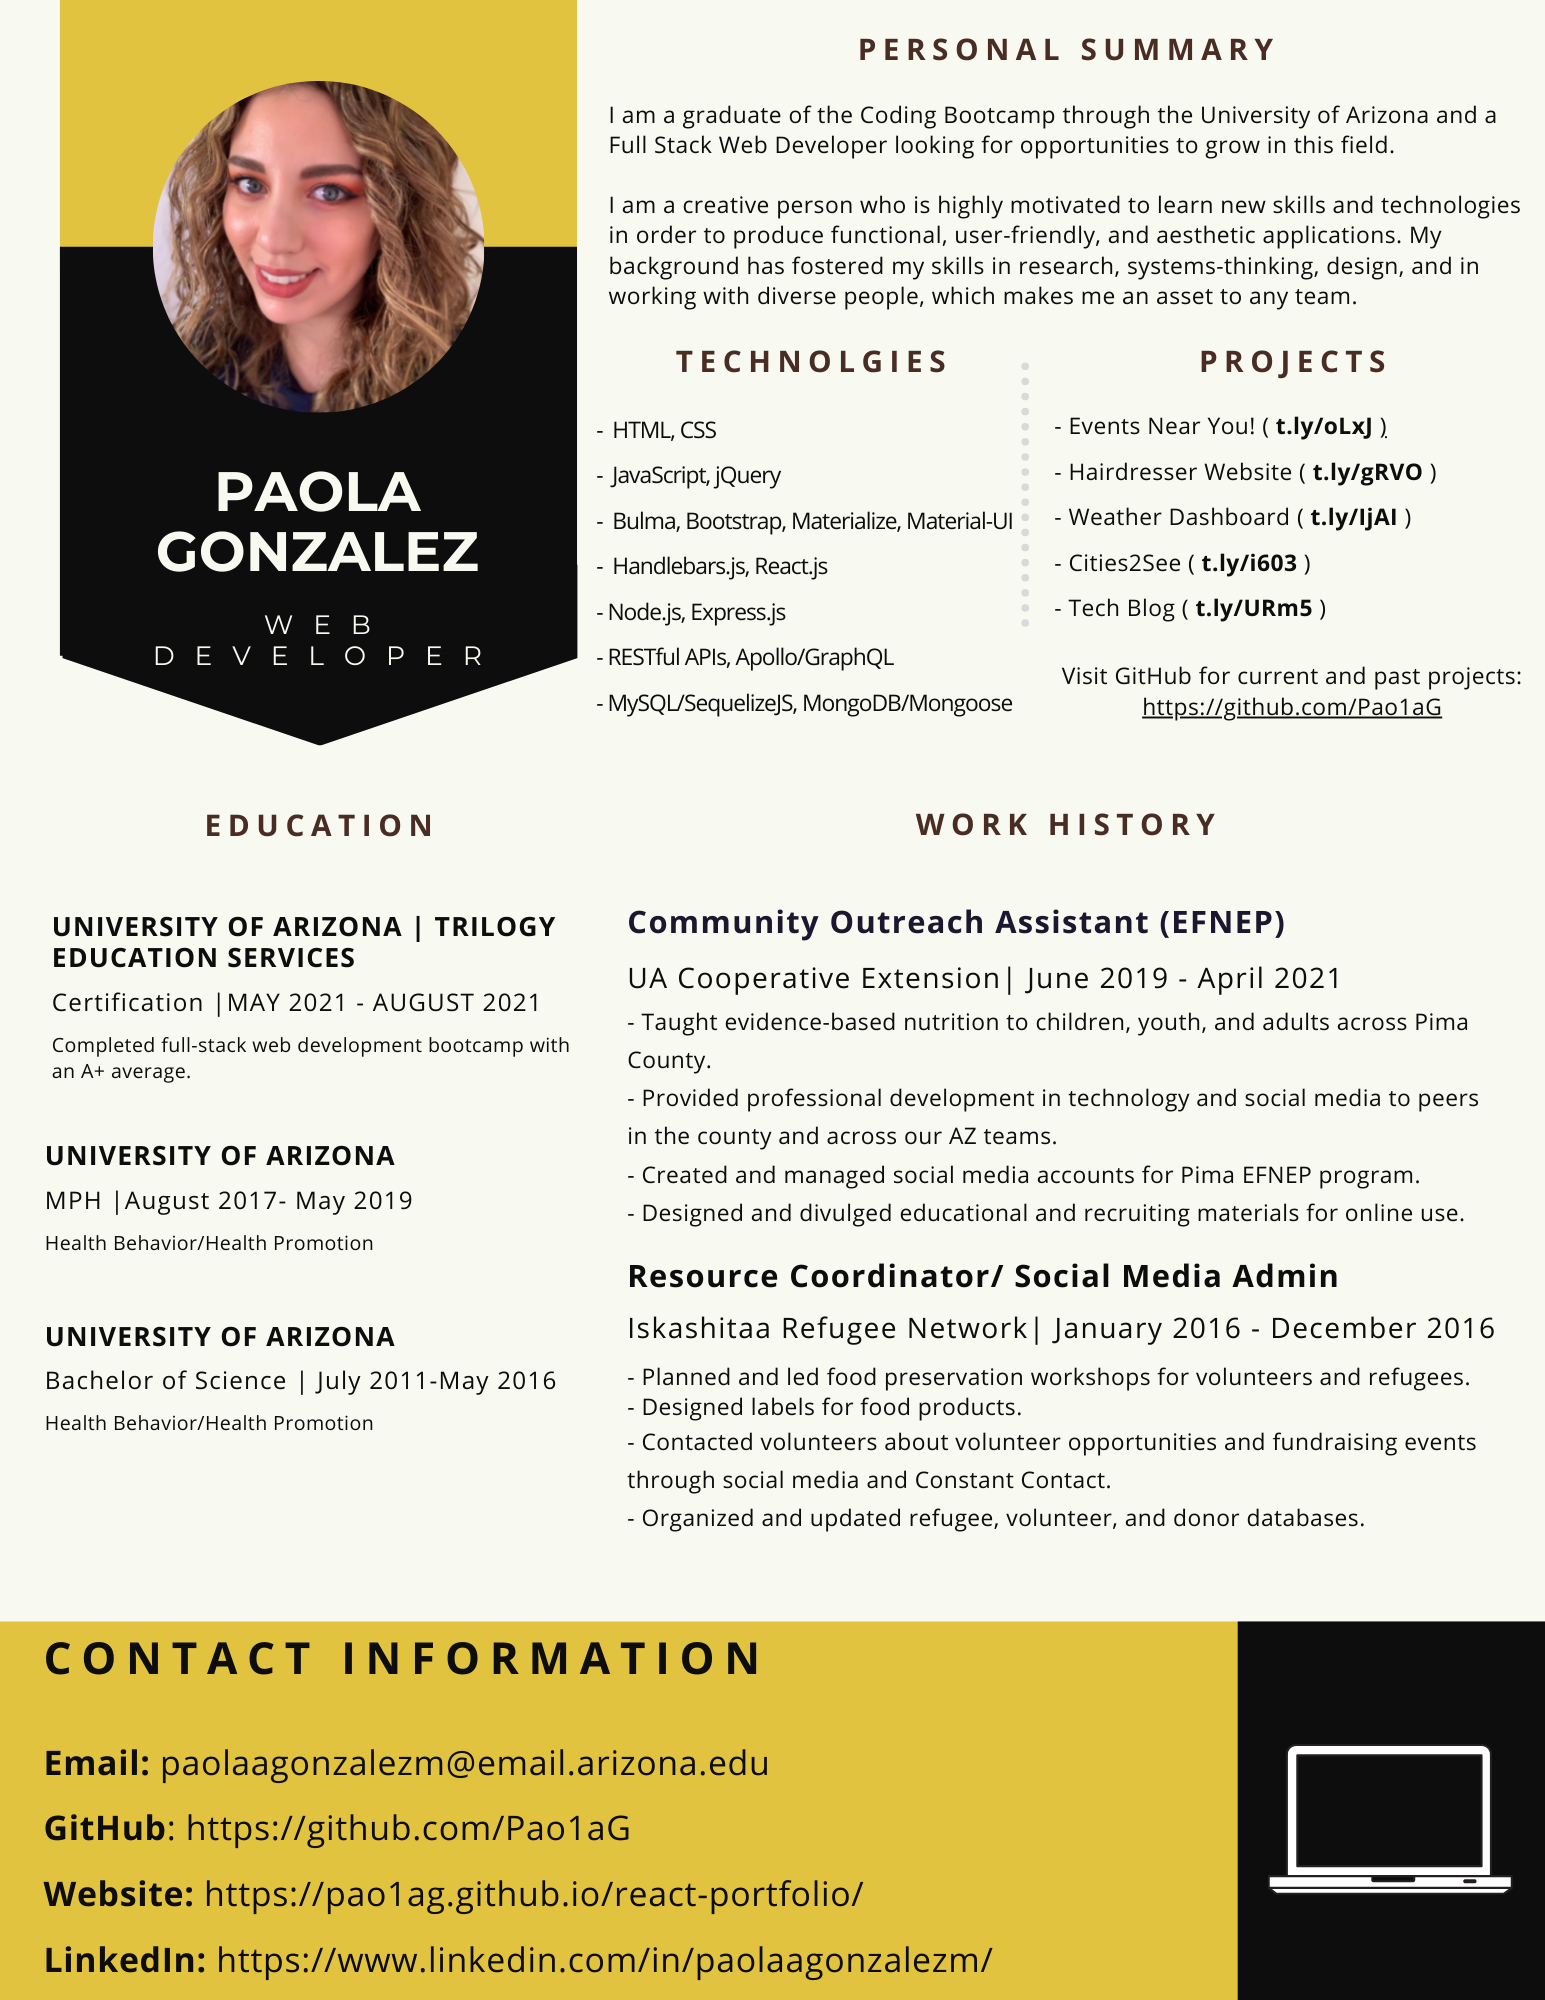 PERSONAL SUMMARY
I am a graduate of the Coding Bootcamp through the University of Arizona and a
Full Stack Web Developer looking for opportunities to grow in this field.
I am a creative person who is highly motivated to learn new skills and technologies
in order to produce functional, user-friendly, and aesthetic applications. My
background has fostered my skills in research, systems-thinking, design, and in
working with diverse people, which makes me an asset to any team.
PAOLA
GONZALEZ
WEB
DEVELOPER
TECHNOLGIES
- HTML, CSS
- JavaScript, jQuery
- Bulma, Bootstrap, Materialize, Material-UI
- Handlebars.js, React.js
- Node.js, Express.js
- RESTful APIs, Apollo/GraphQL
- MySQL/SequelizeJS, MongoDB/Mongoose
PROJECTS
- Events Near You! ( t.ly/oLxJ ).
- Hairdresser Website ( t.ly/gRVO )
- Weather Dashboard ( t.ly/IjAI )
- Cities2See ( t.ly/i603 )
- Tech Blog ( t.ly/URm5 )
Visit GitHub for current and past projects:
https://github.com/Pao1aG
EDUCATION
UNIVERSITY OF ARIZONA | TRILOGY
EDUCATION SERVICES
Certification |MAY 2021 - AUGUST 2021
Completed full-stack web development bootcamp with
an A+ average.
UNIVERSITY OF ARIZONA
MPH |August 2017- May 2019
Health Behavior/Health Promotion
UNIVERSITY OF ARIZONA
Bachelor of Science | July 2011-May 2016
Health Behavior/Health Promotion
WORK HISTORY
Community Outreach Assistant (EFNEP)
UA Cooperative Extension| June 2019 - April 2021
- Taught evidence-based nutrition to children, youth, and adults across Pima
County.
- Provided professional development in technology and social media to peers
in the county and across our AZ teams.
- Created and managed social media accounts for Pima EFNEP program.
- Designed and divulged educational and recruiting materials for online use.
Resource Coordinator/ Social Media Admin
Iskashitaa Refugee Network| January 2016 - December 2016
- Planned and led food preservation workshops for volunteers and refugees.
- Designed labels for food products.
- Contacted volunteers about volunteer opportunities and fundraising events
through social media and Constant Contact.
- Organized and updated refugee, volunteer, and donor databases.
CONTACT INFORMATION
Email: paolaagonzalezm@email.arizona.edu
GitHub: https://github.com/Pao1aG
Website: https://pao1ag.github.io/react-portfolio/
LinkedIn: https://www.linkedin.com/in/paolaagonzalezm/